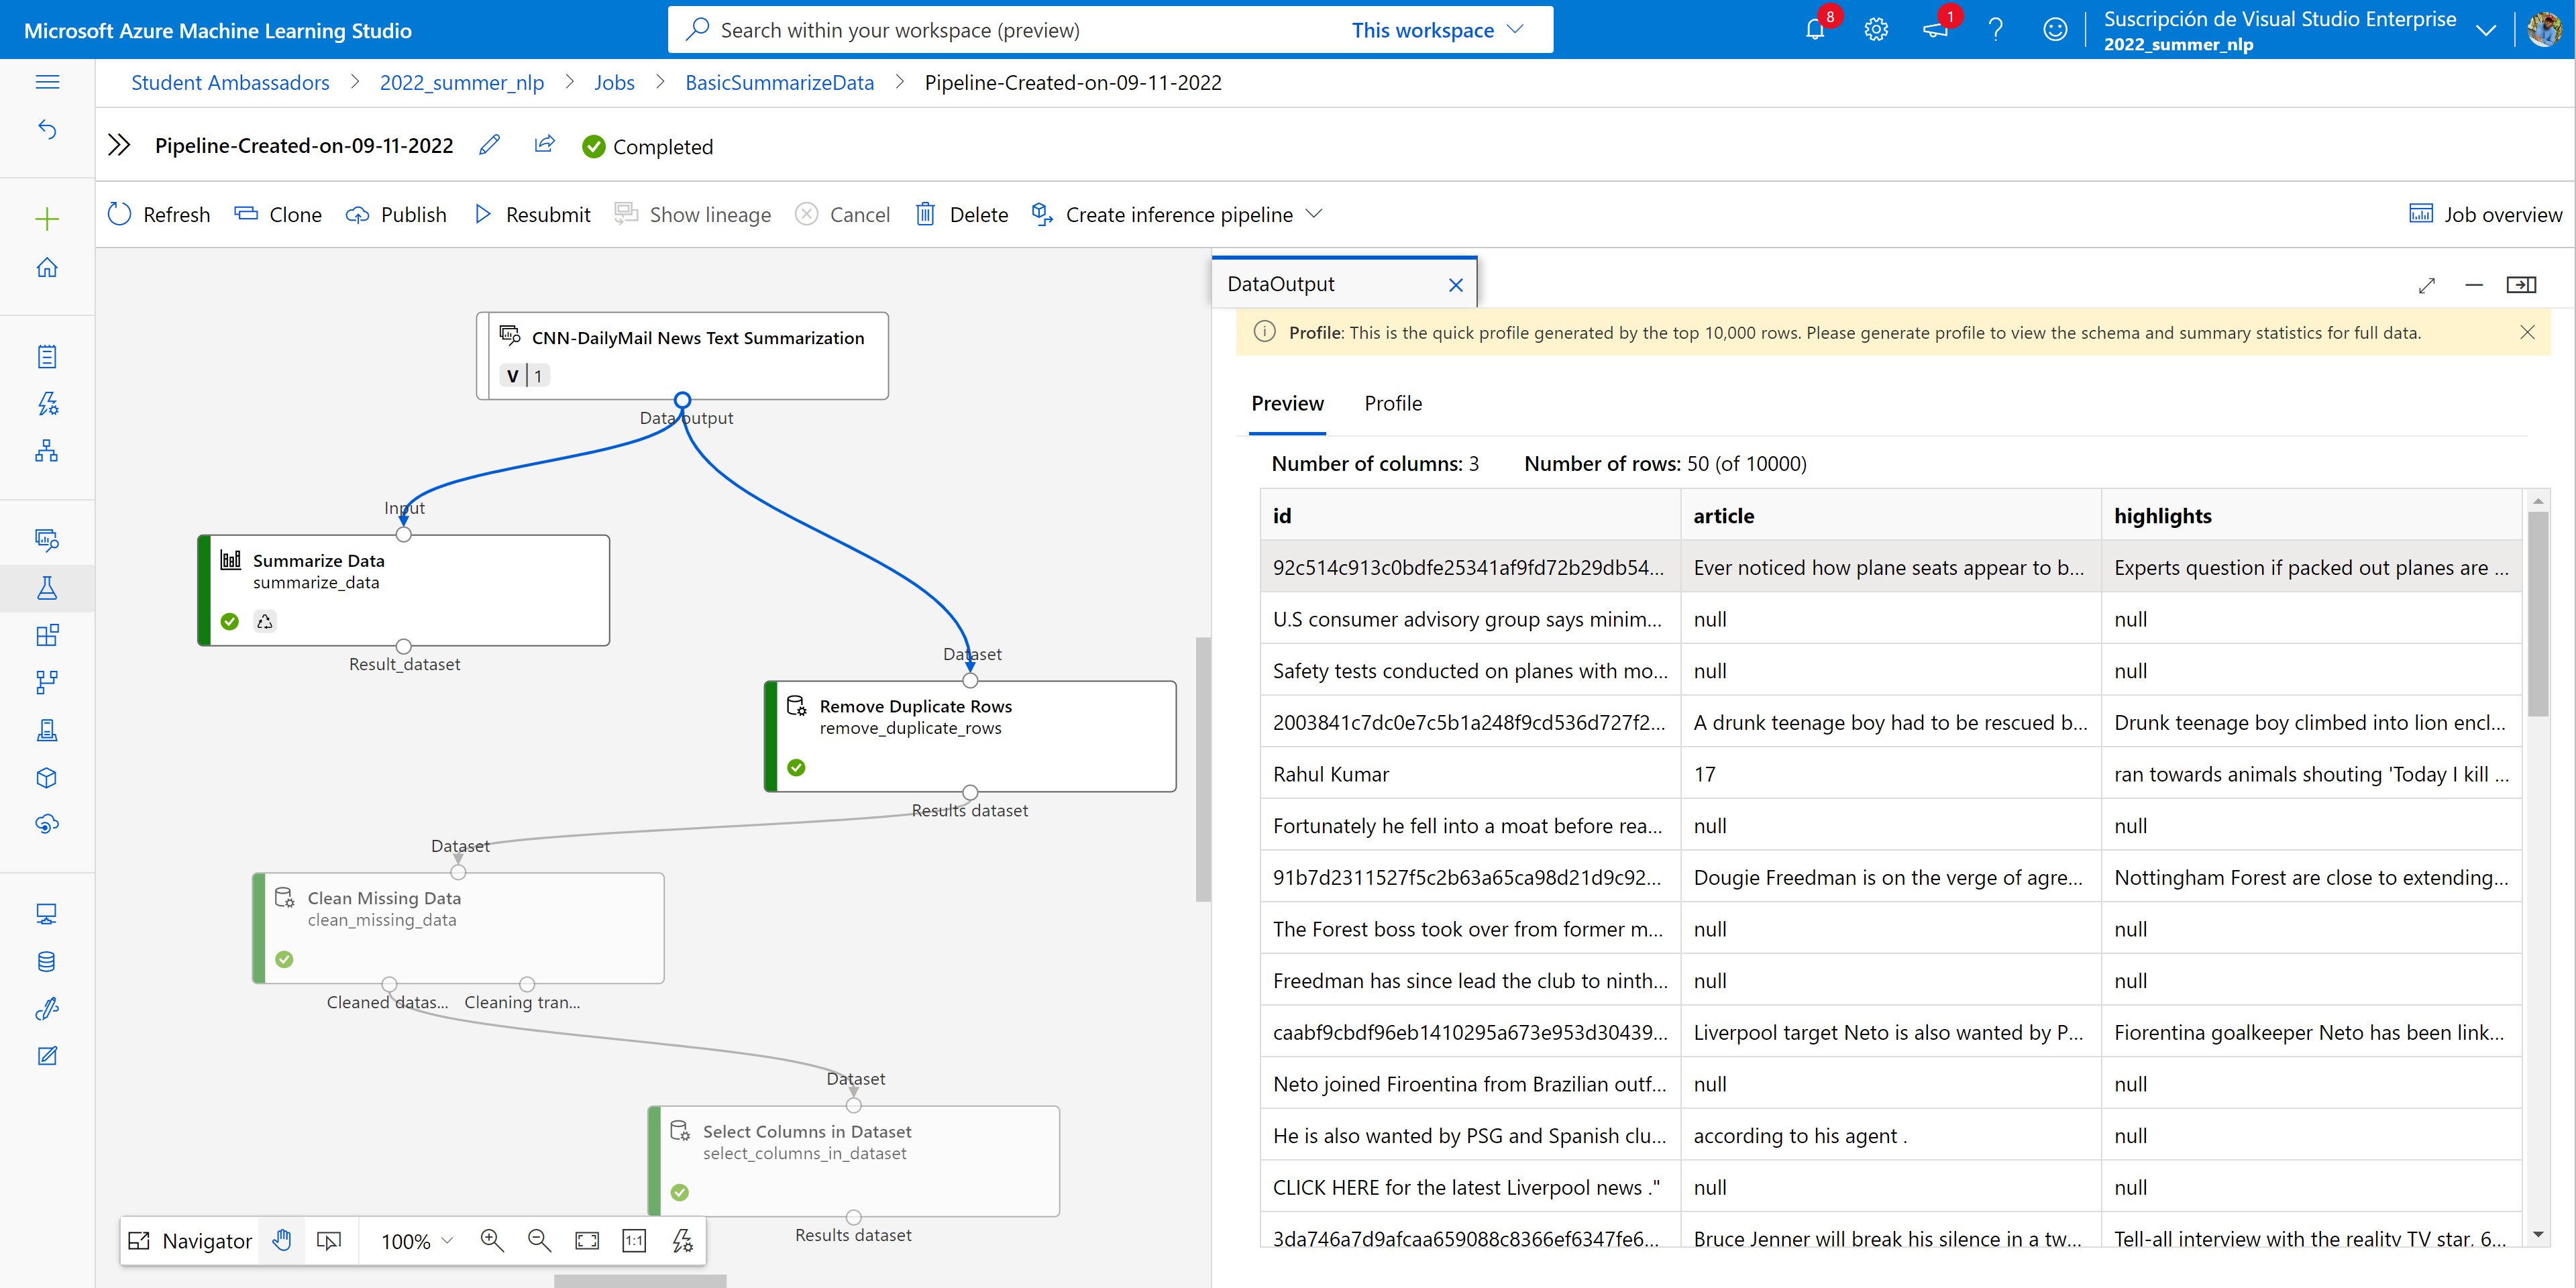 Microsoft Azure Machine Learning Studio
Search within your workspace (preview)
This workspace
8
1
Suscripción de Visual Studio Enterprise
2022_summer_nlp
Student Ambassadors > 2022_summer_nlp > Jobs > BasicSummarizeData > Pipeline-Created-on-09-11-2022
Pipeline-Created-on-09-11-2022
Completed
Refresh
Clone
Publish
Resubmit
Show lineage
Cancel
Delete
Create inference pipeline
Job overview
CNN-DailyMail News Text Summarization
V 1
Data output
Input
Summarize Data
summarize_data
Result_dataset
Dataset
Remove Duplicate Rows
remove_duplicate_rows
Results dataset
Dataset
Clean Missing Data
clean_missing_data
Cleaned datas...
Cleaning tran...
Dataset
Select Columns in Dataset
select_columns_in_dataset
Results dataset
Navigator
100%
1:1
DataOutput
Profile: This is the quick profile generated by the top 10,000 rows. Please generate profile to view the schema and summary statistics for full data.
Preview
Profile
Number of columns: 3
Number of rows: 50 (of 10000)
id article highlights
92c514c913c0bdfe25341af9fd72b29db54... Ever noticed how plane seats appear to b... Experts question if packed out planes are ...
U.S consumer advisory group says minim... null null
Safety tests conducted on planes with mo... null null
2003841c7dc0e7c5b1a248f9cd536d727f2... A drunk teenage boy had to be rescued b... Drunk teenage boy climbed into lion encl...
Rahul Kumar 17 ran towards animals shouting 'Today I kill ...
Fortunately he fell into a moat before rea... null null
91b7d2311527f5c2b63a65ca98d21d9c92... Dougie Freedman is on the verge of agre... Nottingham Forest are close to extending...
The Forest boss took over from former m... null null
Freedman has since lead the club to ninth... null null
caabf9cbdf96eb1410295a673e953d30439... Liverpool target Neto is also wanted by P... Fiorentina goalkeeper Neto has been link...
Neto joined Firoentina from Brazilian outf... null null
He is also wanted by PSG and Spanish clu... according to his agent . null
CLICK HERE for the latest Liverpool news ." null null
3da746a7d9afcaa659088c8366ef6347fe6... Bruce Jenner will break his silence in a tw... Tell-all interview with the reality TV star, 6...